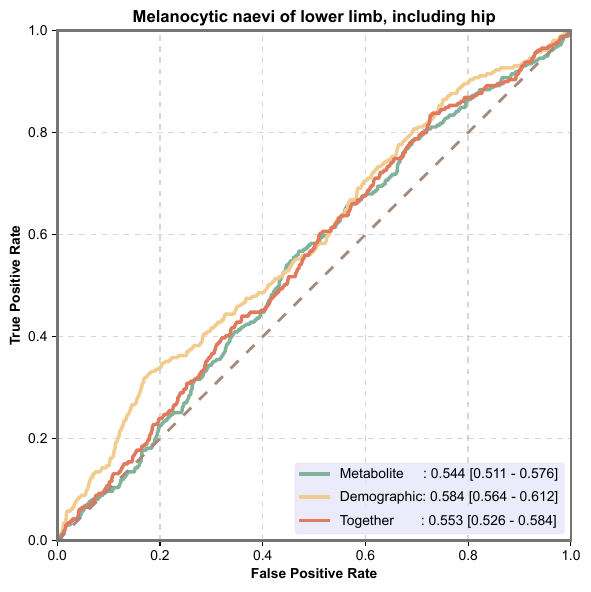 Melanocytic naevi of lower limb, including hip
1.0
0.8
0.6
0.4
0.2
0.0
True Positive Rate
Metabolite : 0.544 [0.511 - 0.576]
Demographic: 0.584 [0.564 - 0.612]
Together : 0.553 [0.526 - 0.584]
0.0 0.2 0.4 0.6 0.8 1.0
False Positive Rate